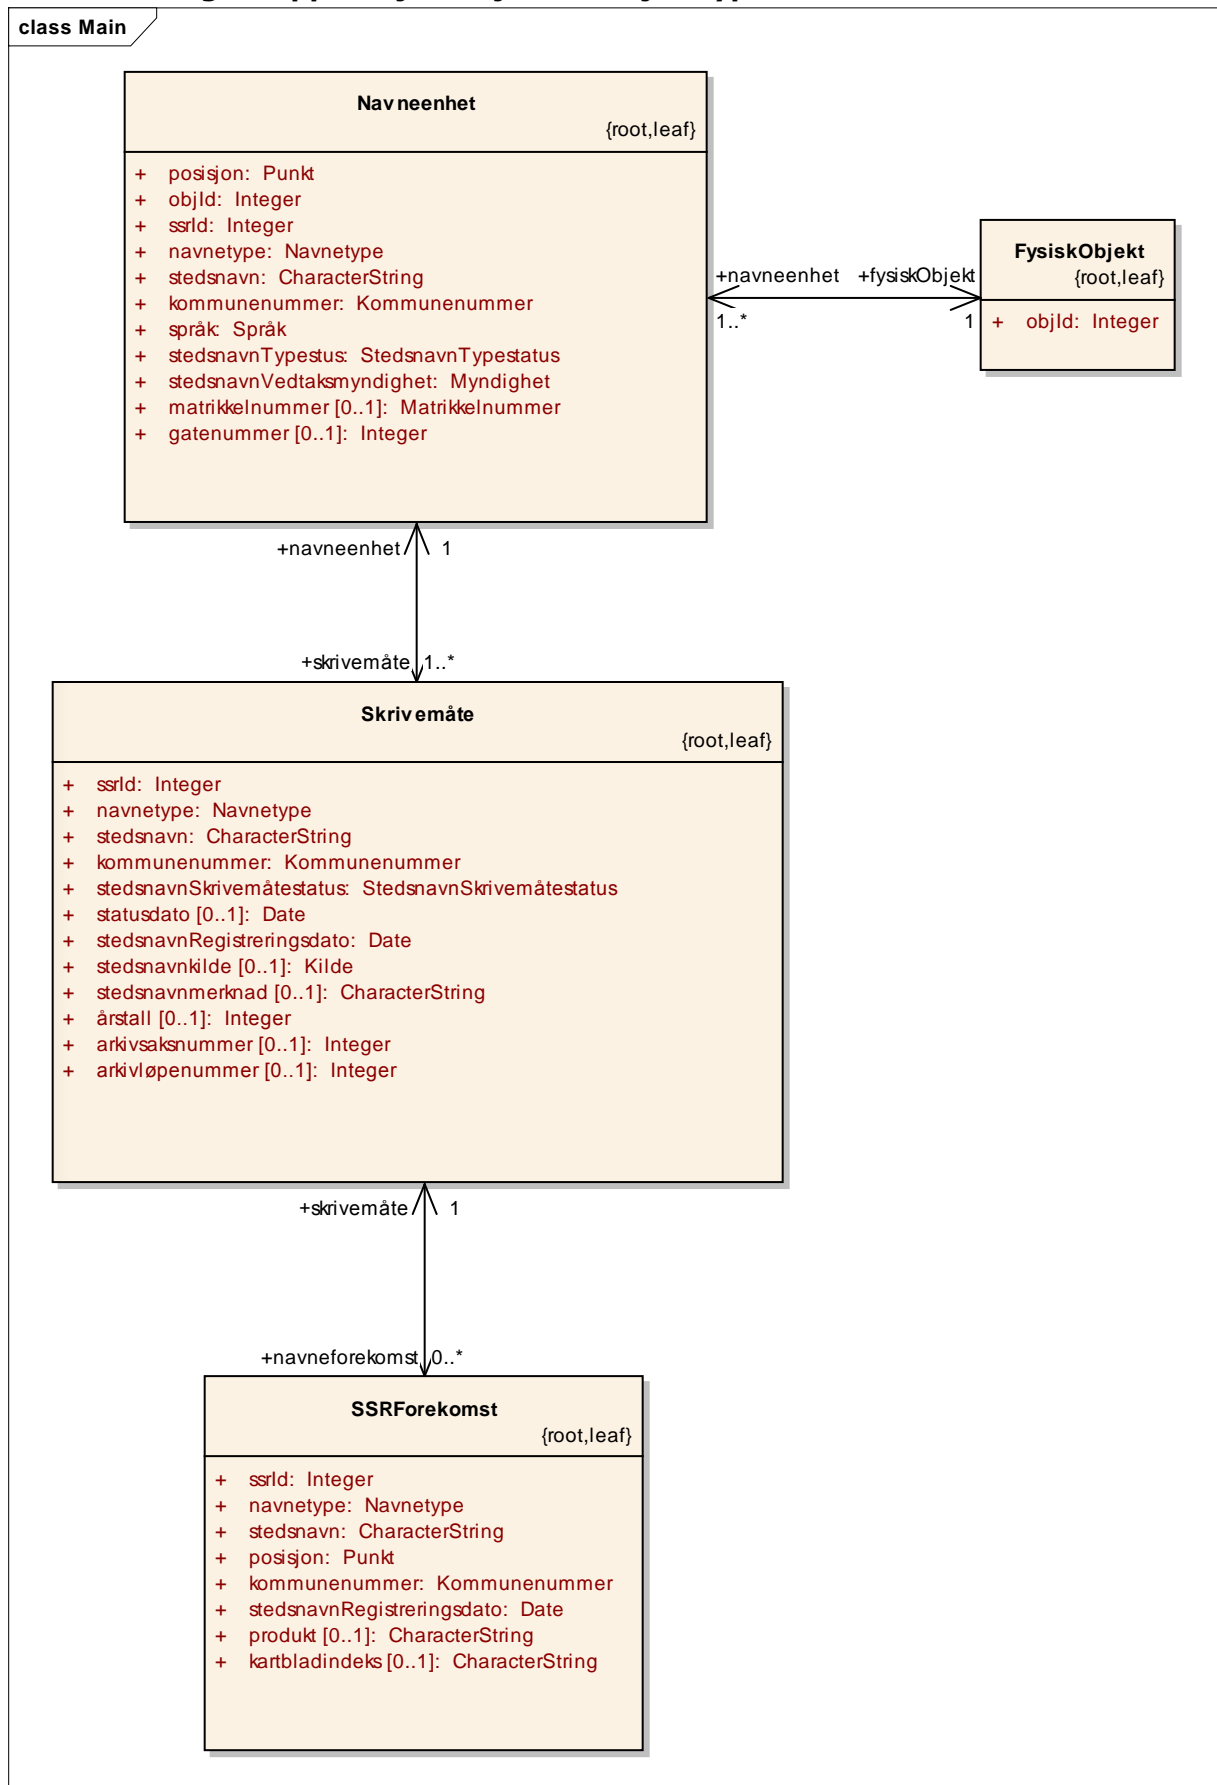 class Main
Navneenhet
{root,leaf}
+ posisjon: Punkt
+ objId: Integer
+ ssrId: Integer
+ navnetype: Navnetype
+ stedsnavn: CharacterString
+ kommunenummer: Kommunenummer
+ språk: Språk
+ stedsnavnTypestus: StedsnavnTypestatus
+ stedsnavnVedtaksmyndighet: Myndighet
+ matrikkelnummer [0..1]: Matrikkelnummer
+ gatenummer [0..1]: Integer
+navneenhet +fysiskObjekt
1..* 1
FysiskObjekt
{root,leaf}
+ objId: Integer
+navneenhet 1
+skrivemåte 1..*
Skrivemåte
{root,leaf}
+ ssrId: Integer
+ navnetype: Navnetype
+ stedsnavn: CharacterString
+ kommunenummer: Kommunenummer
+ stedsnavnSkrivemåtestatus: StedsnavnSkrivemåtestatus
+ statusdato [0..1]: Date
+ stedsnavnRegistreringsdato: Date
+ stedsnavnkilde [0..1]: Kilde
+ stedsnavnmerknad [0..1]: CharacterString
+ årstall [0..1]: Integer
+ arkivsaksnummer [0..1]: Integer
+ arkivløpenummer [0..1]: Integer
+skrivemåte 1
+navneforekomst 0..*
SSRForekomst
{root,leaf}
+ ssrId: Integer
+ navnetype: Navnetype
+ stedsnavn: CharacterString
+ posisjon: Punkt
+ kommunenummer: Kommunenummer
+ stedsnavnRegistreringsdato: Date
+ produkt [0..1]: CharacterString
+ kartbladindeks [0..1]: CharacterString